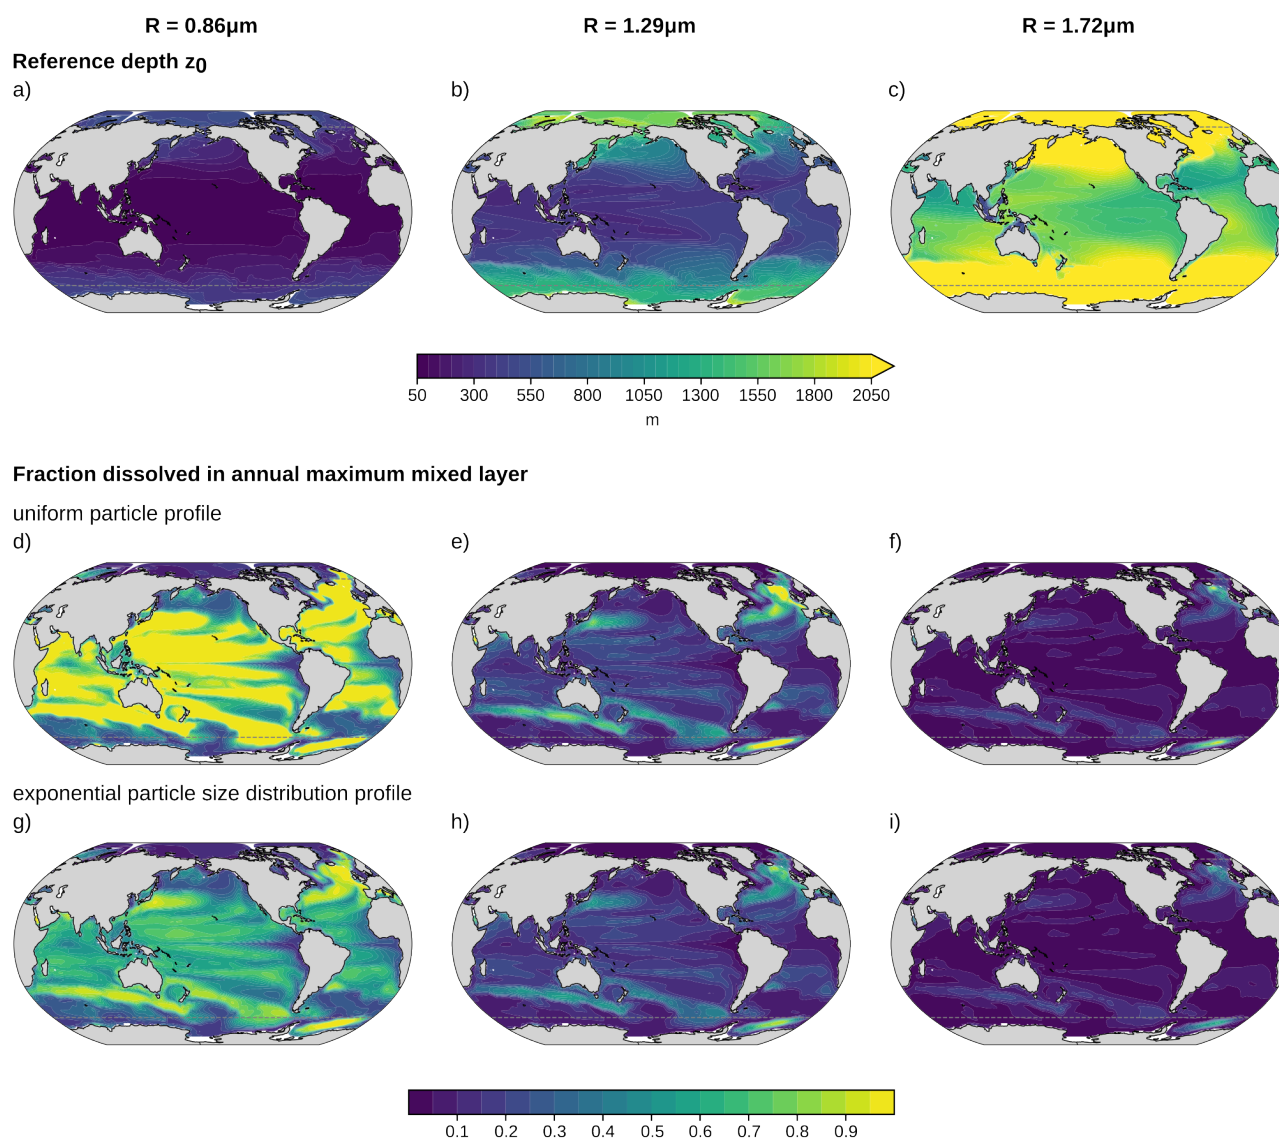 R = 0.86μm R = 1.29μm R = 1.72μm
Reference depth z0
a) b) c)
50 300 550 800 1050 1300 1550 1800 2050
m
Fraction dissolved in annual maximum mixed layer
uniform particle profile
d) e) f)
exponential particle size distribution profile
g) h) i)
0.1 0.2 0.3 0.4 0.5 0.6 0.7 0.8 0.9